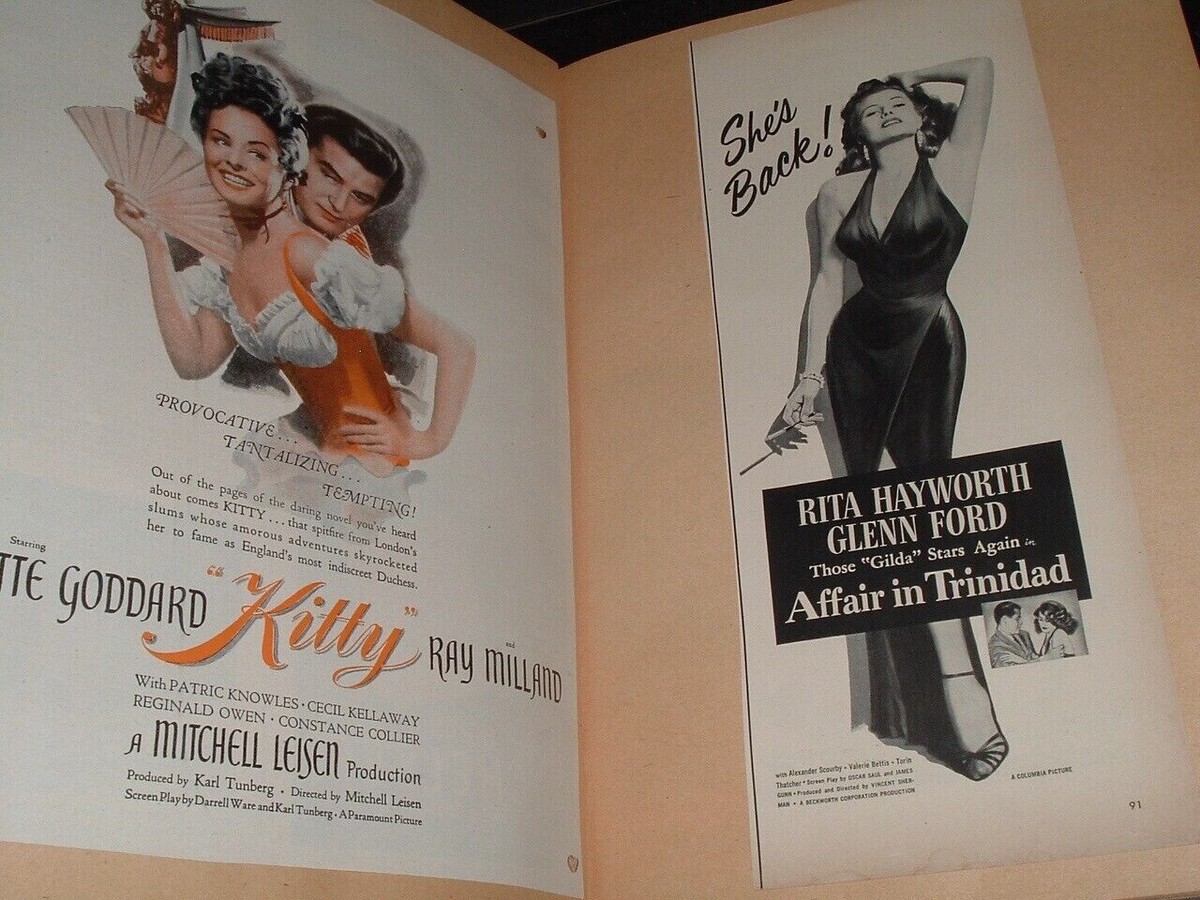 PROVOCATIVE...
TANTALIZING...
TEMPTING!
Out of the pages of the daring novel you've heard
about comes KITTY...that spitfire from London's
slums whose amorous adventures skyrocketed
her to fame as England's most indiscreet Duchess.
Starring
TTE GODDARD "Kitty" and RAY MILLAND
With PATRIC KNOWLES · CECIL KELLAWAY
REGINALD OWEN · CONSTANCE COLLIER
A MITCHELL LEISEN Production
Produced by Karl Tunberg · Directed by Mitchell Leisen
Screen Play by Darrell Ware and Karl Tunberg · A Paramount Picture
She's
Back!
RITA HAYWORTH
GLENN FORD
Those "Gilda" Stars Again in
Affair in Trinidad
with Alexander Scourby · Valerie Bettis · Torin
Thatcher · Screen Play by OSCAR SAUL and JAMES
GUNN · Produced and Directed by VINCENT SHER-
MAN · A BECKWORTH CORPORATION PRODUCTION
A COLUMBIA PICTURE
91